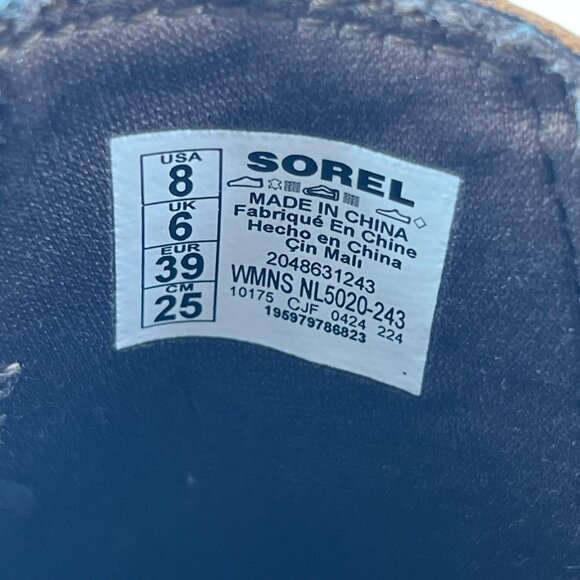 USA
8
UK
6
EUR
39
CM
25
SOREL
MADE IN CHINA
Fabriqué En Chine
Hecho en China
Çin Mali
2048631243
WMNS NL5020-243
10175 CJF 0424 224
195979786823